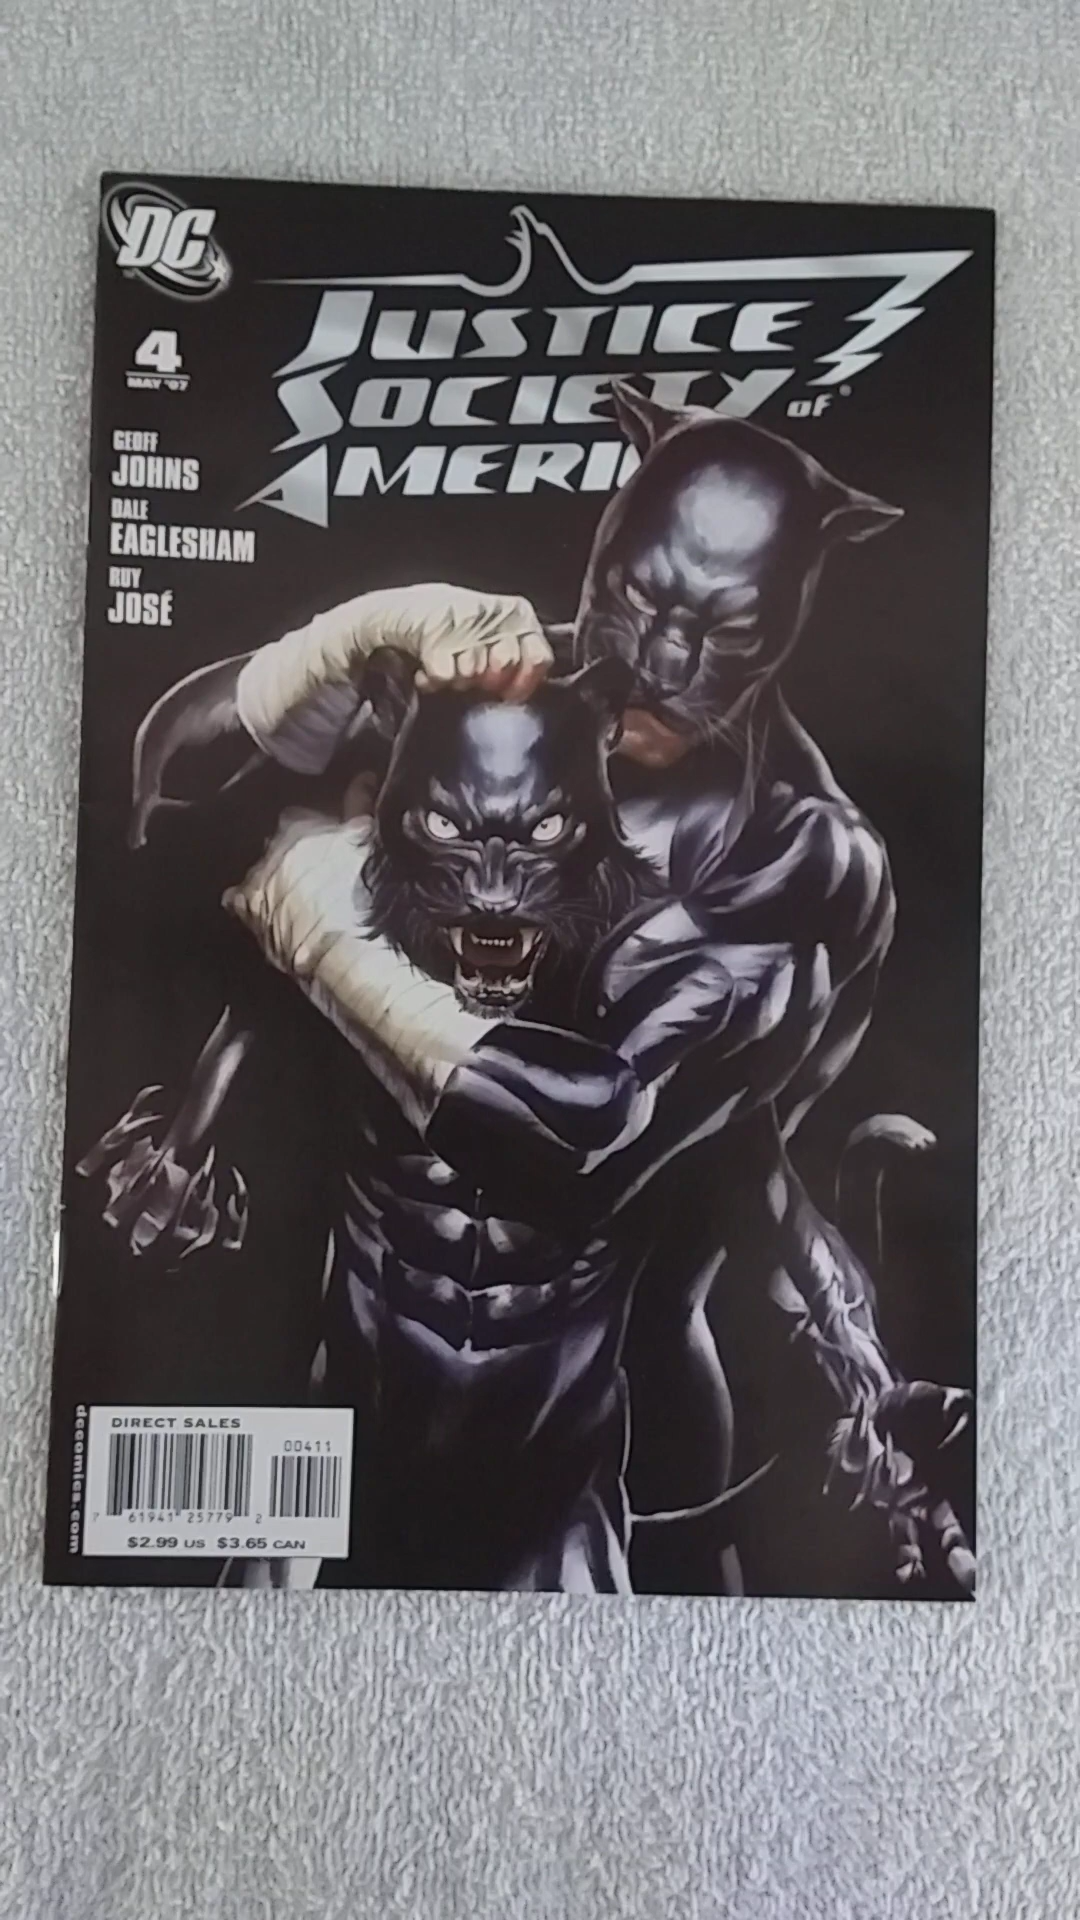 DC
JUSTICE
SOCIETY of
AMERI
4
MAY '07
GEOFF
JOHNS
DALE
EAGLESHAM
RUY
JOSÉ
dccomics.com
DIRECT SALES
00411
7 61941 25779 2
$2.99 US $3.65 CAN